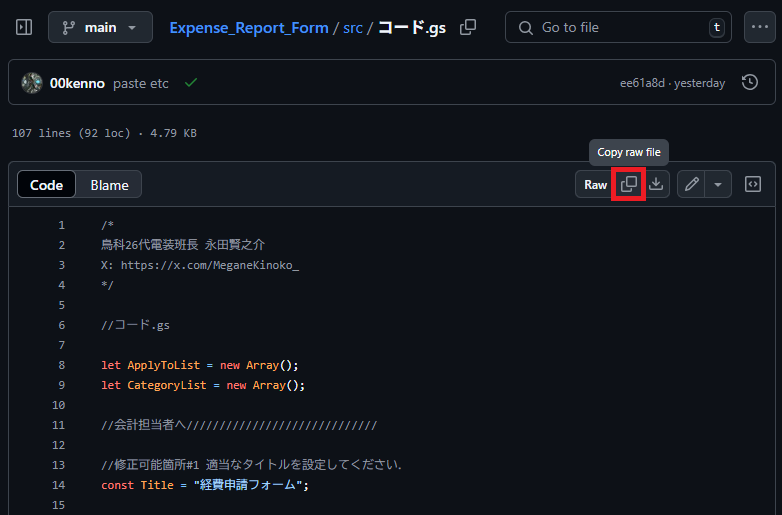 main Expense_Report_Form / src / コード.gs Go to file t
00kenno paste etc ee61a8d · yesterday
107 lines (92 loc) · 4.79 KB
Copy raw file
Code Blame Raw
1 /*
2 鳥科26代電装班長 永田賢之介
3 X: https://x.com/MeganeKinoko_
4 */
5
6 //コード.gs
7
8 let ApplyToList = new Array();
9 let CategoryList = new Array();
10
11 //会計担当者へ/////////////////////////////
12
13 //修正可能箇所#1 適当なタイトルを設定してください.
14 const Title = "経費申請フォーム";
15